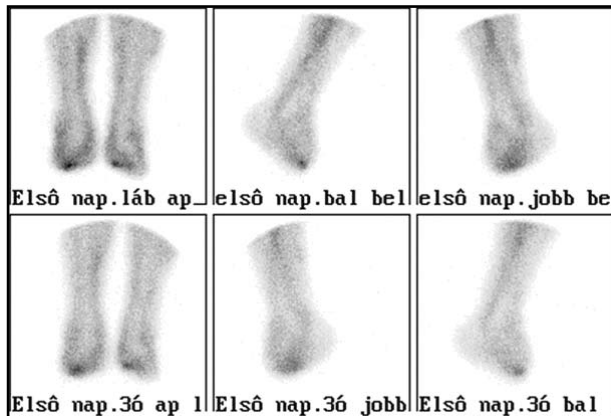 Elsô nap.láb ap
elsô nap.bal bel
elsô nap.jobb be
Elsô nap.3ó ap l
Elsô nap.3ó jobb
Elsô nap.3ó bal